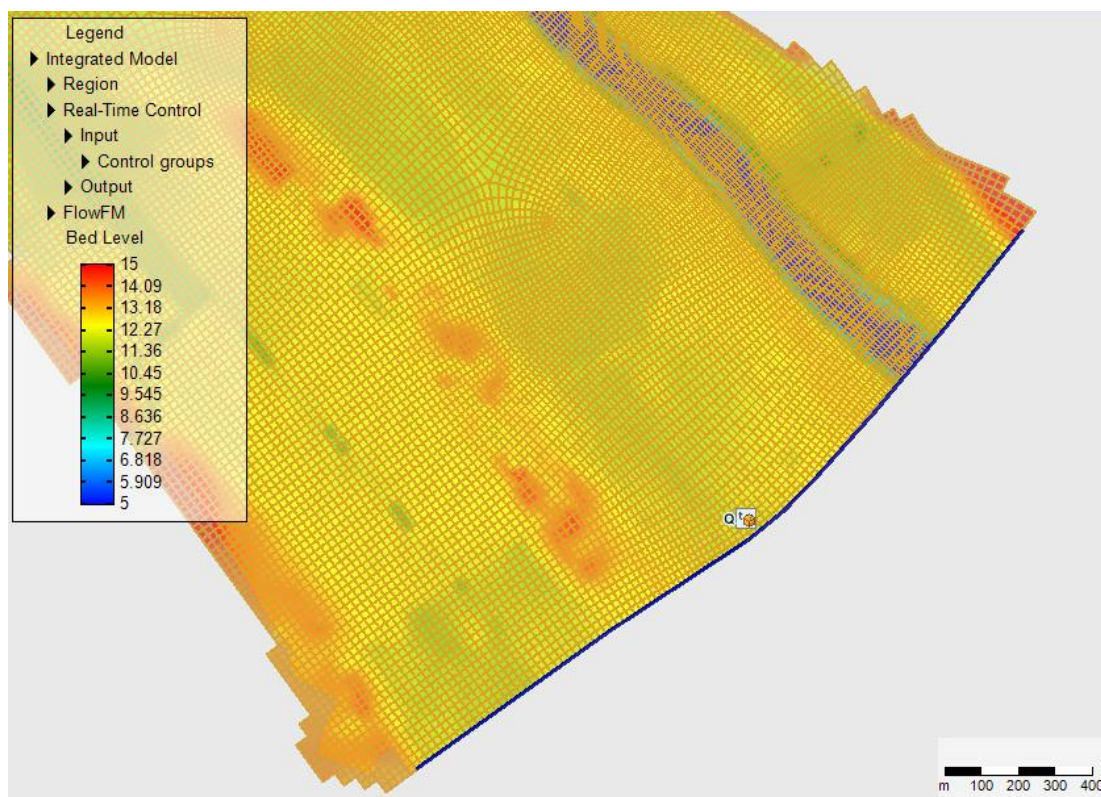 Legend
Integrated Model
Region
Real-Time Control
Input
Control groups
Output
FlowFM
Bed Level
15
14.09
13.18
12.27
11.36
10.45
9.545
8.636
7.727
6.818
5.909
5
Q t
m 100 200 300 400